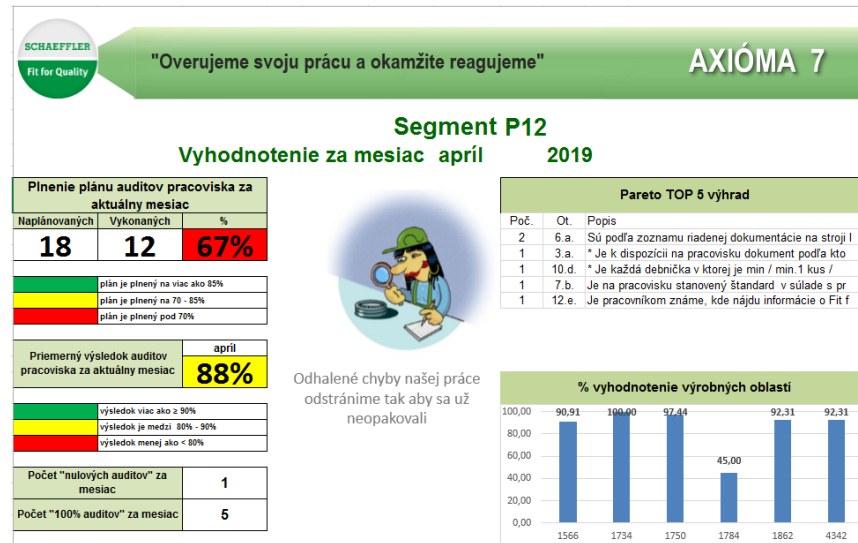 SCHAEFFLER
Fit for Quality
"Overujeme svoju prácu a okamžite reagujeme"
AXIÓMA 7
Segment P12
Vyhodnotenie za mesiac apríl 2019
Plnenie plánu auditov pracoviska za
aktuálny mesiac
Naplánovaných Vykonaných %
18 12 67%
plán je plnený na viac ako 85%
plán je plnený na 70 - 85%
plán je plnený pod 70%
Priemerný výsledok auditov
pracoviska za aktuálny mesiac
apríl
88%
výsledok viac ako ≥ 90%
výsledok je medzi 80% - 90%
výsledok menej ako < 80%
Počet "nulových auditov" za
mesiac
1
Počet "100% auditov" za mesiac 5
Odhalené chyby našej práce
odstránime tak aby sa už
neopakovali
Pareto TOP 5 výhrad
Poč. Ot. Popis
2 6.a. Sú podľa zoznamu riadenej dokumentácie na stroji l
1 3.a. * Je k dispozícii na pracovisku dokument podľa kto
1 10.d. * Je každá debnička v ktorej je min / min.1 kus /
1 7.b. Je na pracovisku stanovený štandard v súlade s pr
1 12.e. Je pracovníkom známe, kde nájdu informácie o Fit f
% vyhodnotenie výrobných oblastí
100,00
80,00
60,00
40,00
20,00
0,00
90,91 100,00 97,44 45,00 92,31 92,31
1566 1734 1750 1784 1862 4342